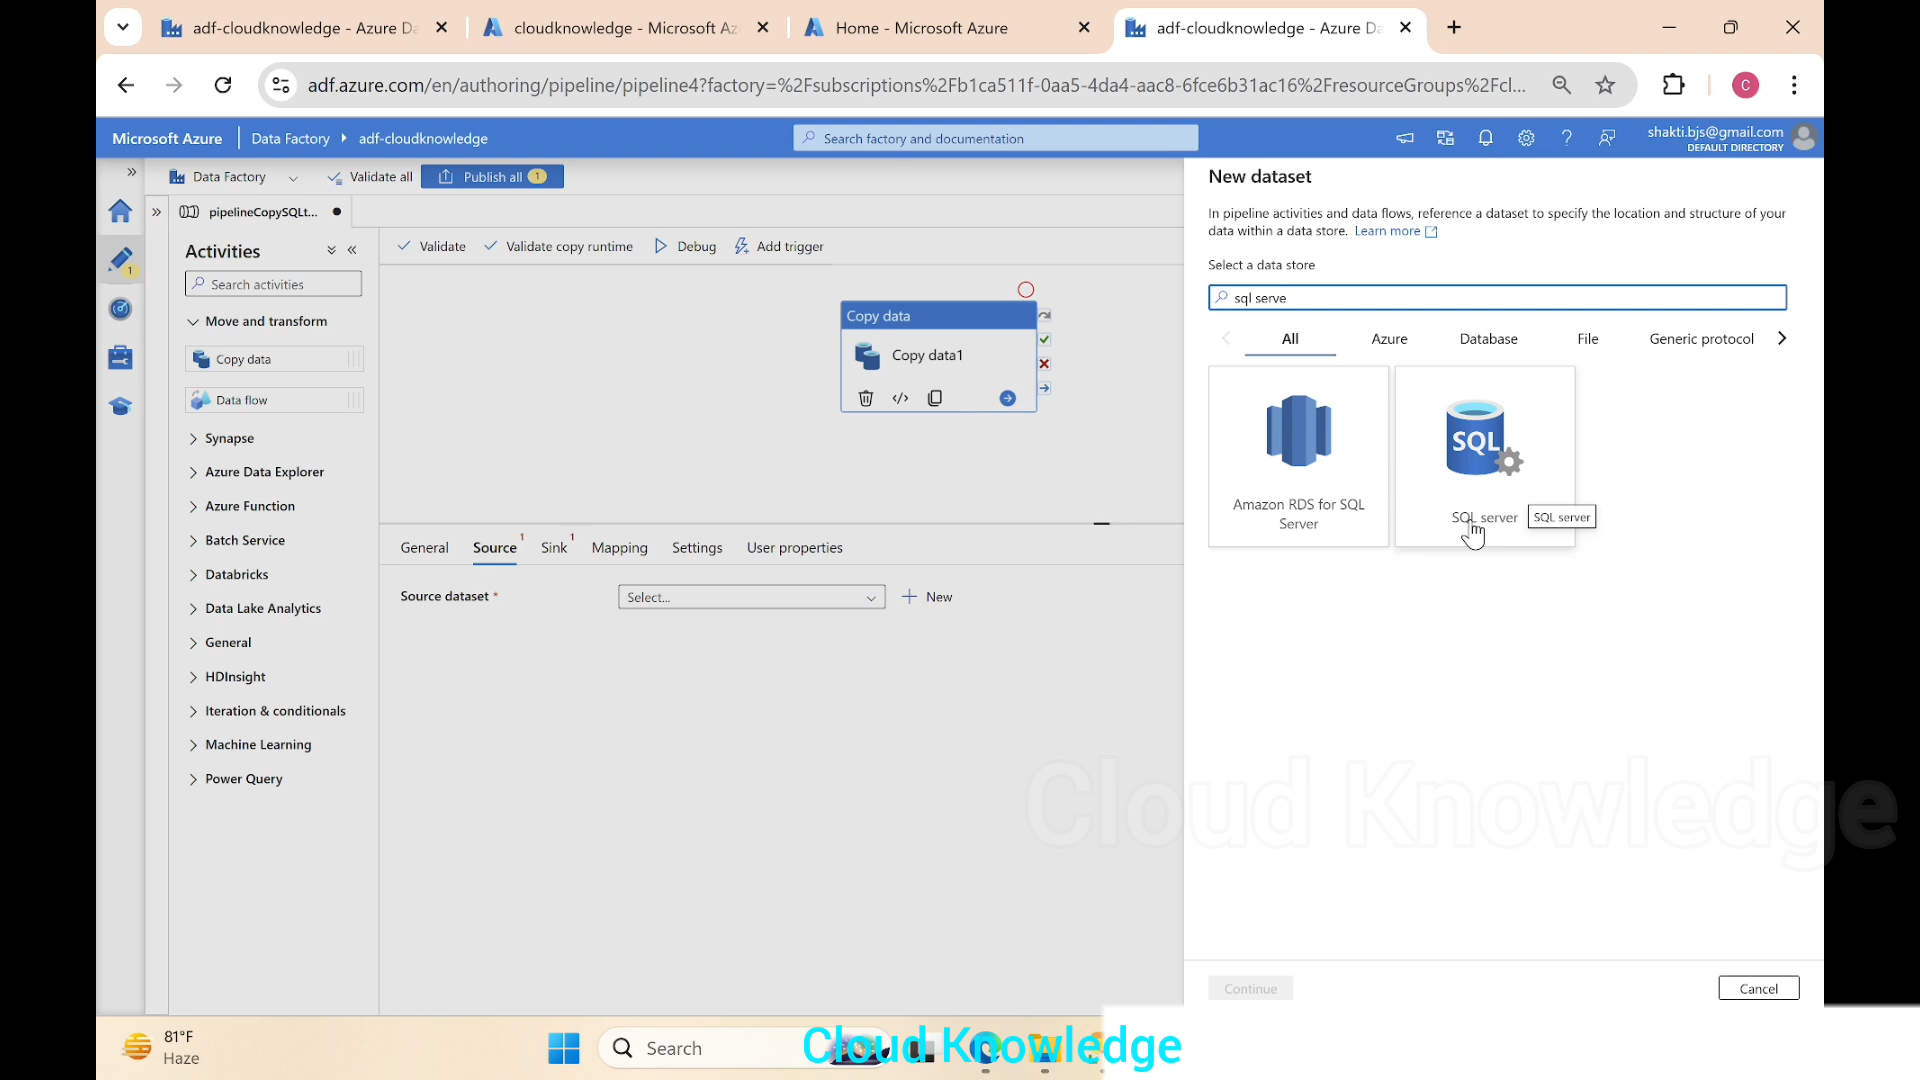 adf-cloudknowledge - Azure Da
cloudknowledge - Microsoft Az
Home - Microsoft Azure
adf-cloudknowledge - Azure Da
adf.azure.com/en/authoring/pipeline/pipeline4?factory=%2Fsubscriptions%2Fb1ca511f-0aa5-4da4-aac8-6fce6b31ac16%2FresourceGroups%2Fcl...
C
Microsoft Azure
Data Factory
adf-cloudknowledge
Search factory and documentation
shakti.bjs@gmail.com
DEFAULT DIRECTORY
Data Factory
Validate all
Publish all
1
pipelineCopySQLt...
Activities
Search activities
Move and transform
Copy data
Data flow
Synapse
Azure Data Explorer
Azure Function
Batch Service
Databricks
Data Lake Analytics
General
HDInsight
Iteration & conditionals
Machine Learning
Power Query
1
Validate
Validate copy runtime
Debug
Add trigger
Copy data
Copy data1
General
Source 1
Sink 1
Mapping
Settings
User properties
Source dataset *
Select...
New
New dataset
In pipeline activities and data flows, reference a dataset to specify the location and structure of your
data within a data store. Learn more
Select a data store
sql serve
All
Azure
Database
File
Generic protocol
Amazon RDS for SQL
Server
SQL
SQL server
SQL server
Cloud Knowledge
Continue
Cancel
81°F
Haze
Search
Cloud Knowledge